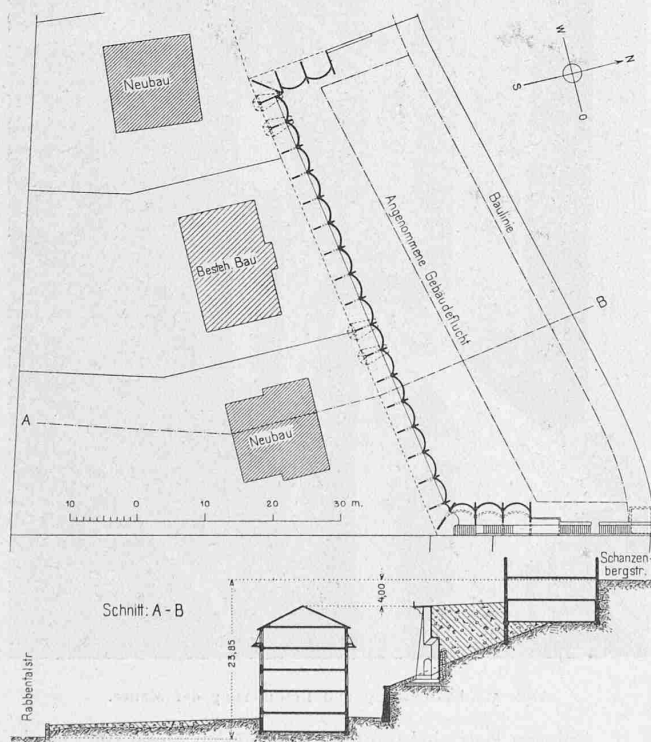 Neubau
W
N
S
O
Besteh. Bau
Angenommene Gebäudeflucht
Baulinie
B
A
Neubau
10 0 10 20 30 m.
Schnitt: A - B
Schanzen-
bergstr.
4,00
23,85
Rabbentalstr